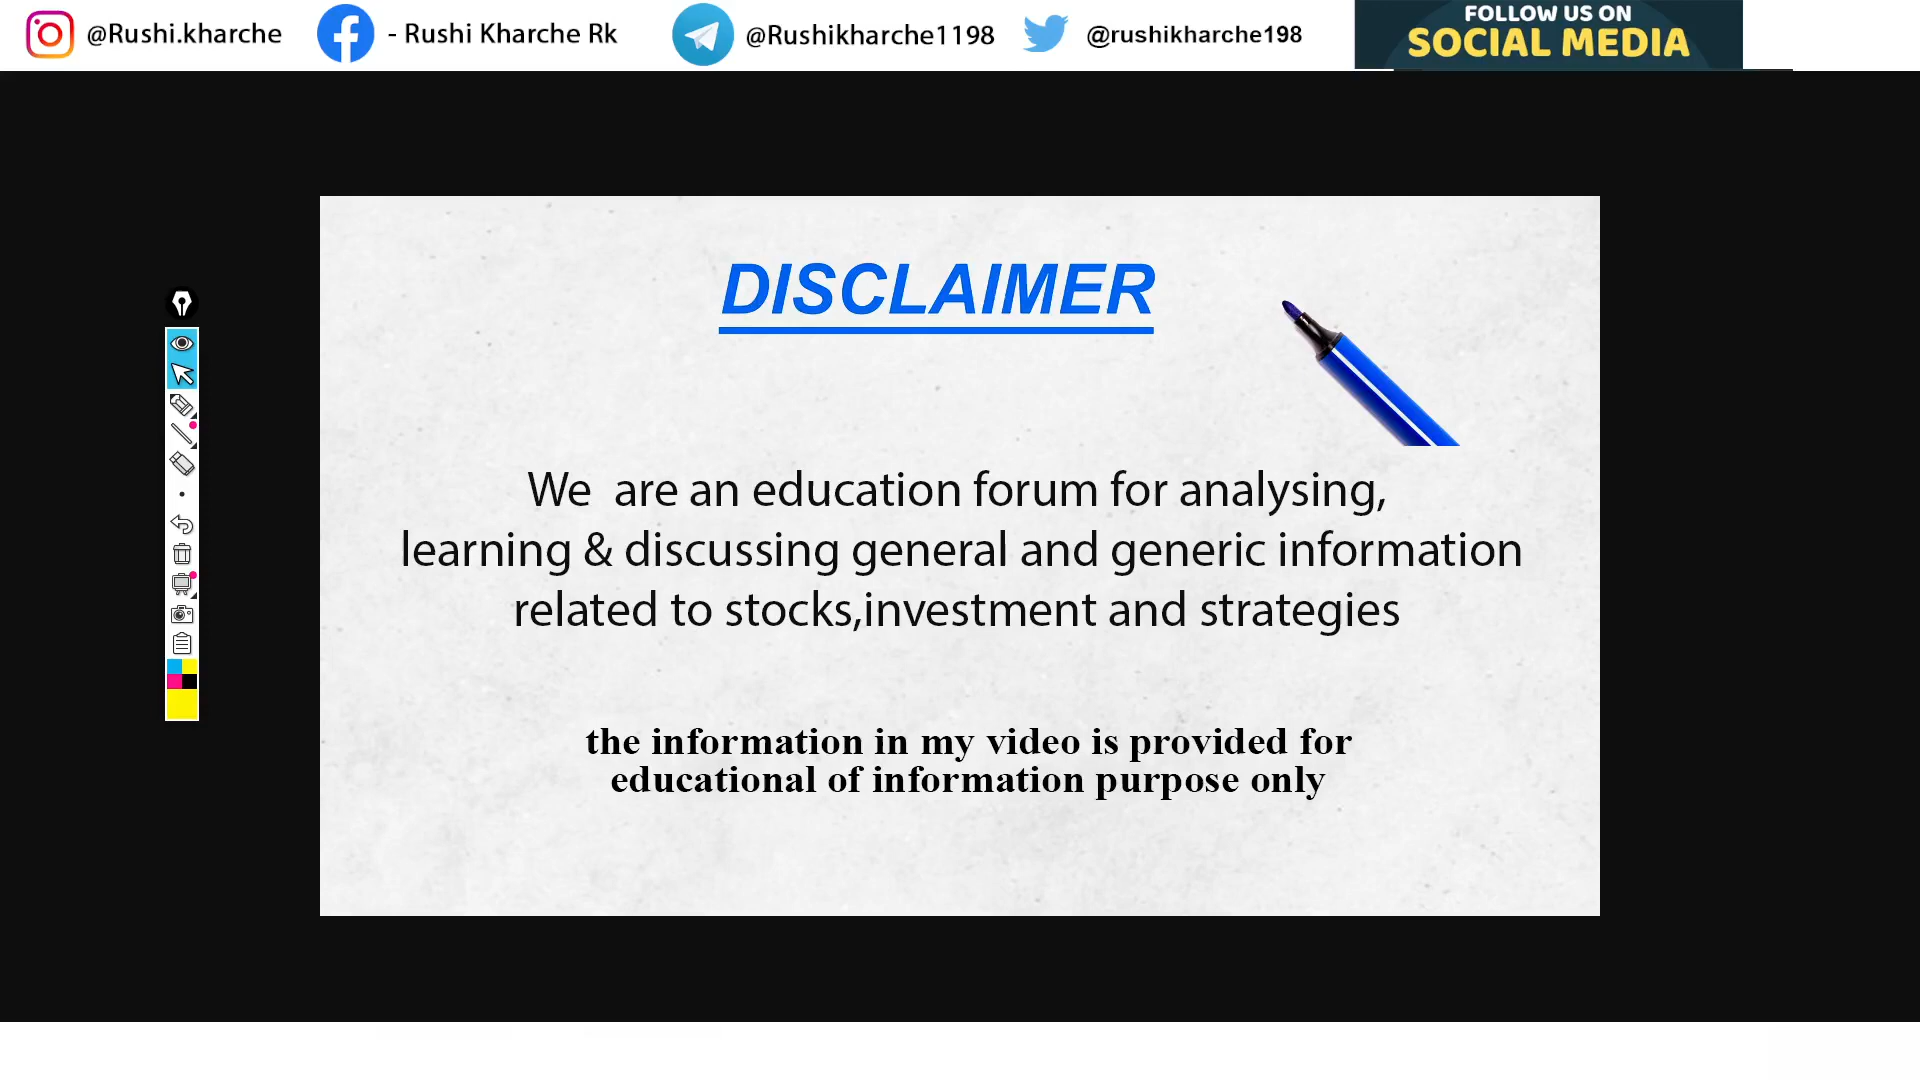 @Rushi.kharche - Rushi Kharche Rk @Rushikharche1198 @rushikharche198 FOLLOW US ON
SOCIAL MEDIA
DISCLAIMER
We are an education forum for analysing,
learning & discussing general and generic information
related to stocks,investment and strategies
the information in my video is provided for
educational of information purpose only